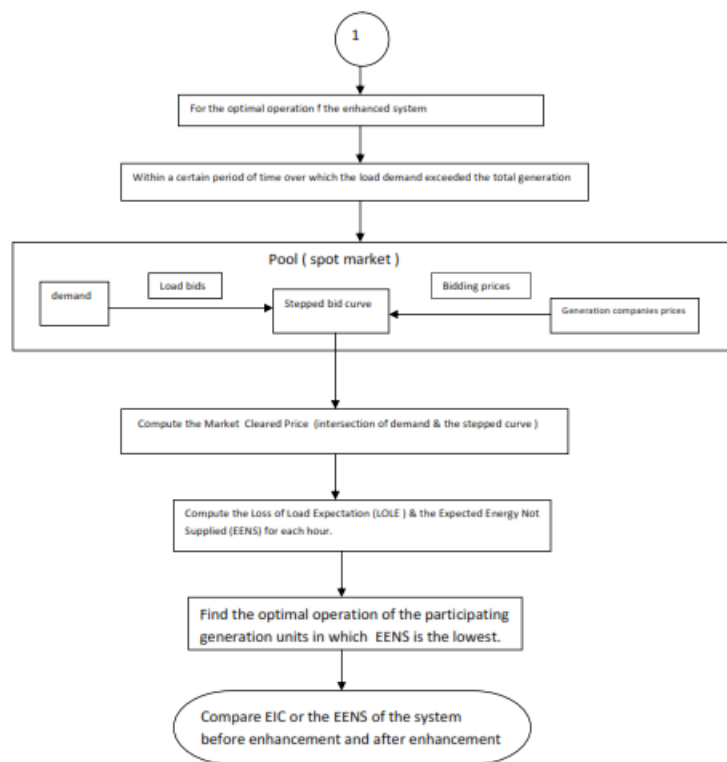 1
For the optimal operation f the enhanced system
Within a certain period of time over which the load demand exceeded the total generation
Pool ( spot market )
Load bids
Bidding prices
demand
Stepped bid curve
Generation companies prices
Compute the Market Cleared Price (intersection of demand & the stepped curve )
Compute the Loss of Load Expectation (LOLE ) & the Expected Energy Not
Supplied (EENS) for each hour.
Find the optimal operation of the participating
generation units in which EENS is the lowest.
Compare EIC or the EENS of the system
before enhancement and after enhancement